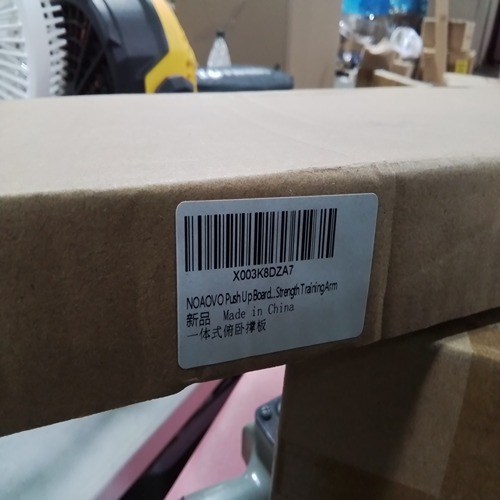 X003K8DZA7
NOAOVO Push Up Board...Strength Training Arm
新品 Made in China
一体式俯卧撑板